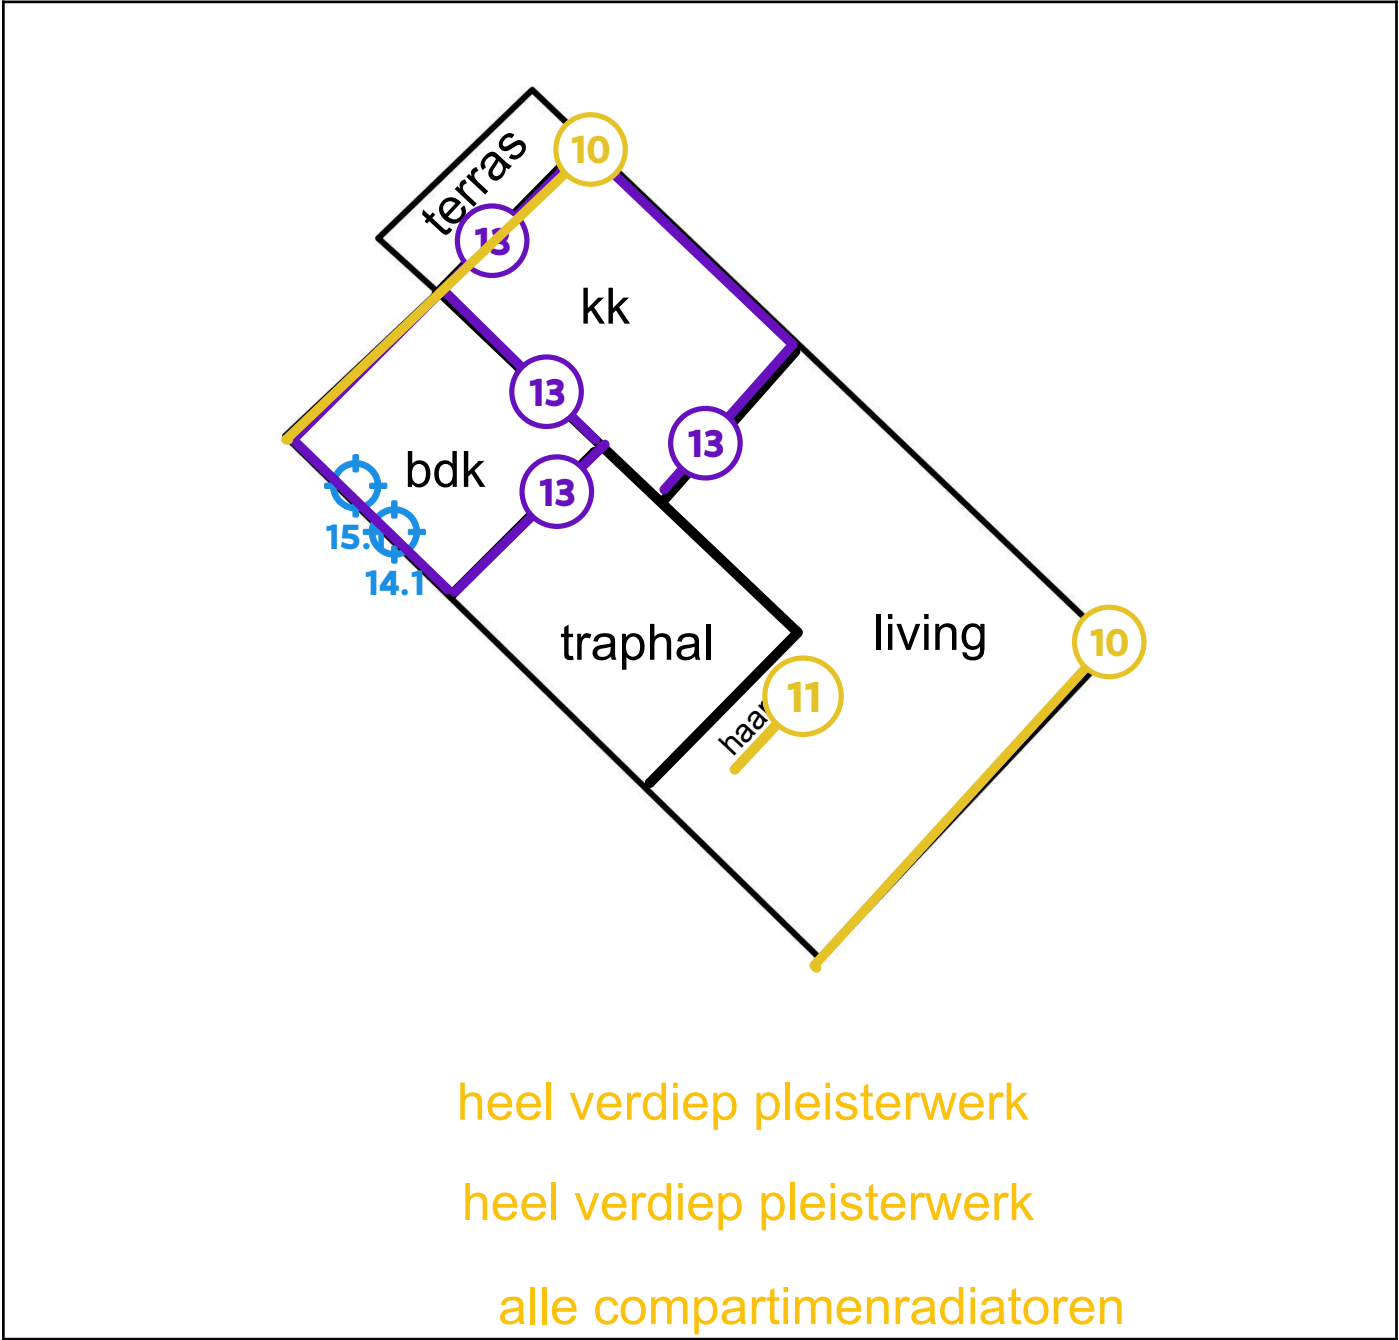 10
terras
13
kk
13
13
bdk
13
15.1
14.1
living
traphal
10
11
heel verdiep pleisterwerk
heel verdiep pleisterwerk
alle compartimenradiatoren